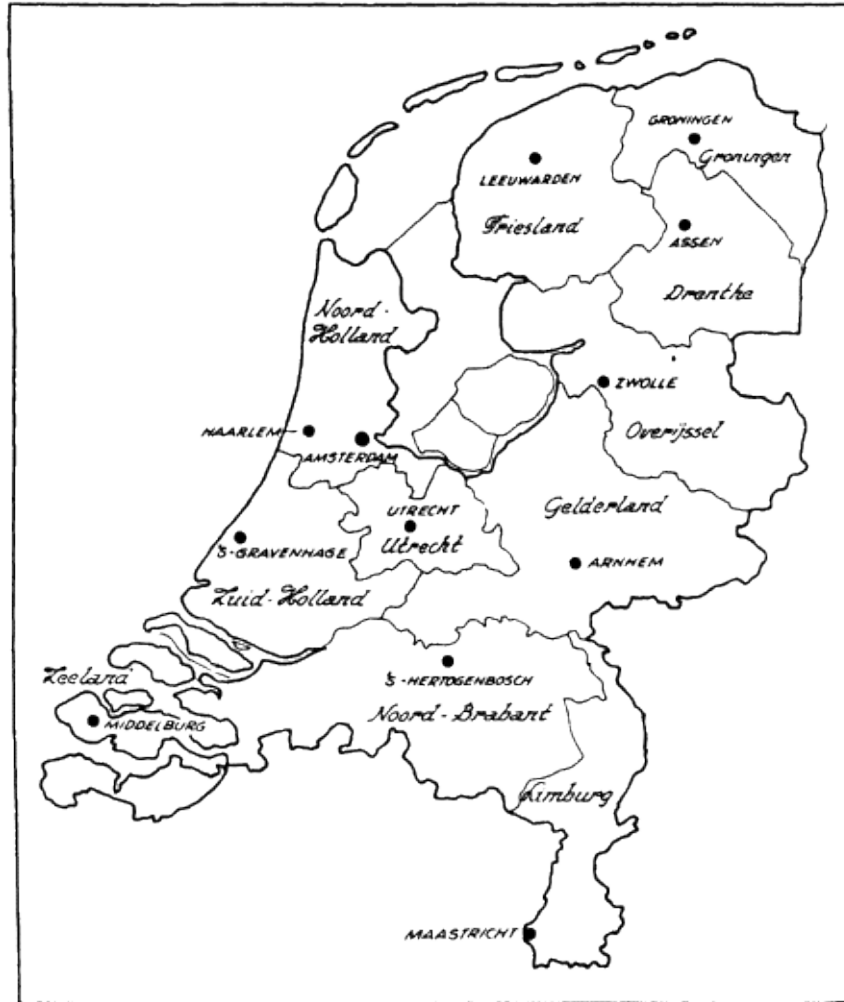 GRONINGEN
Groningen
LEEUWARDEN
Friesland
ASSEN
Drenthe
Noord-
Holland
ZWOLLE
Overijssel
HAARLEM
AMSTERDAM
Gelderland
UTRECHT
Utrecht
'S-GRAVENHAGE
ARNHEM
Zuid-Holland
Zeeland
'S-HERTOGENBOSCH
Noord-Brabant
MIDDELBURG
Limburg
MAASTRICHT